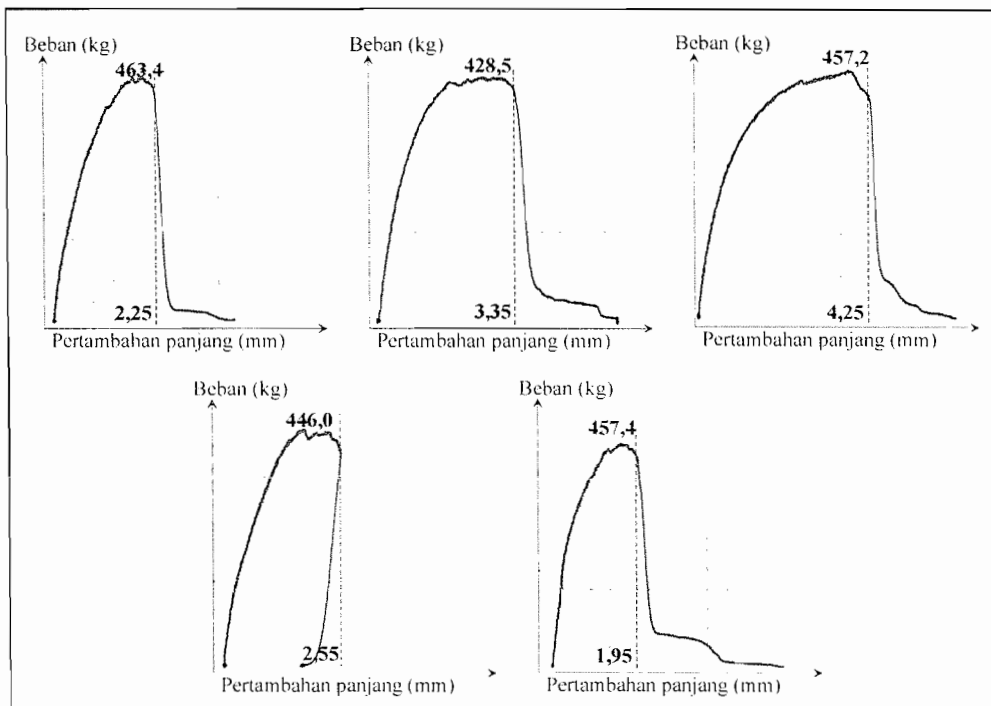 Beban (kg)
463,4
2,25
Pertambahan panjang (mm)
Beban (kg)
428,5
3,35
Pertambahan panjang (mm)
Beban (kg)
457,2
4,25
Pertambahan panjang (mm)
Beban (kg)
446,0
2,55
Pertambahan panjang (mm)
Beban (kg)
457,4
1,95
Pertambahan panjang (mm)